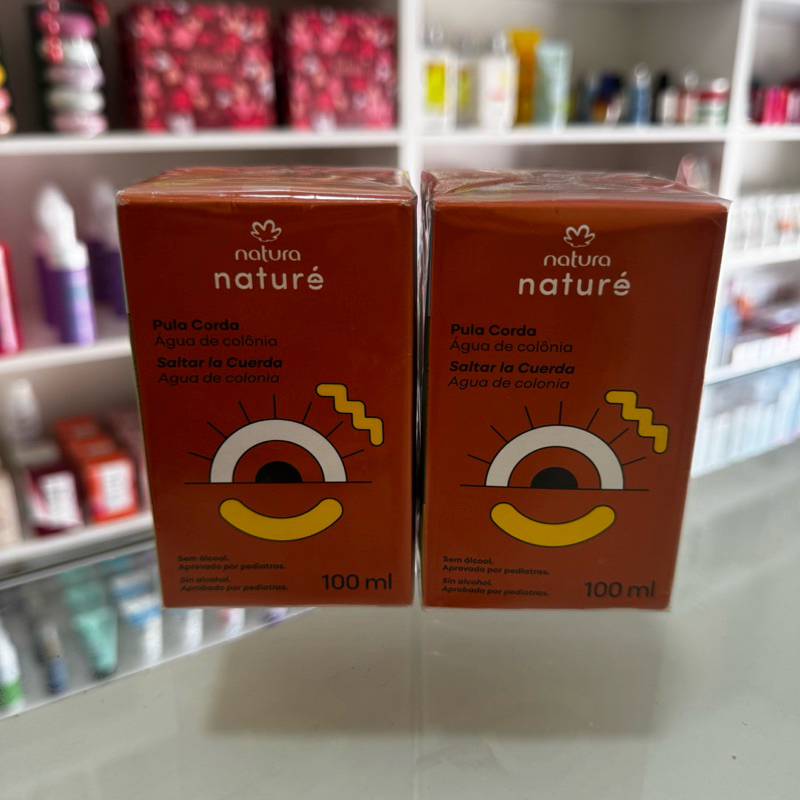 natura
naturé
Pula Corda
Água de colônia
Saltar la Cuerda
Agua de colonia
Sem álcool.
Aprovado por pediatras.
Sin alcohol.
Aprobado por pediatras.
100 ml
natura
naturé
Pula Corda
Água de colônia
Saltar la Cuerda
Agua de colonia
Sem álcool.
Aprovado por pediatras.
Sin alcohol.
Aprobado por pediatras.
100 ml